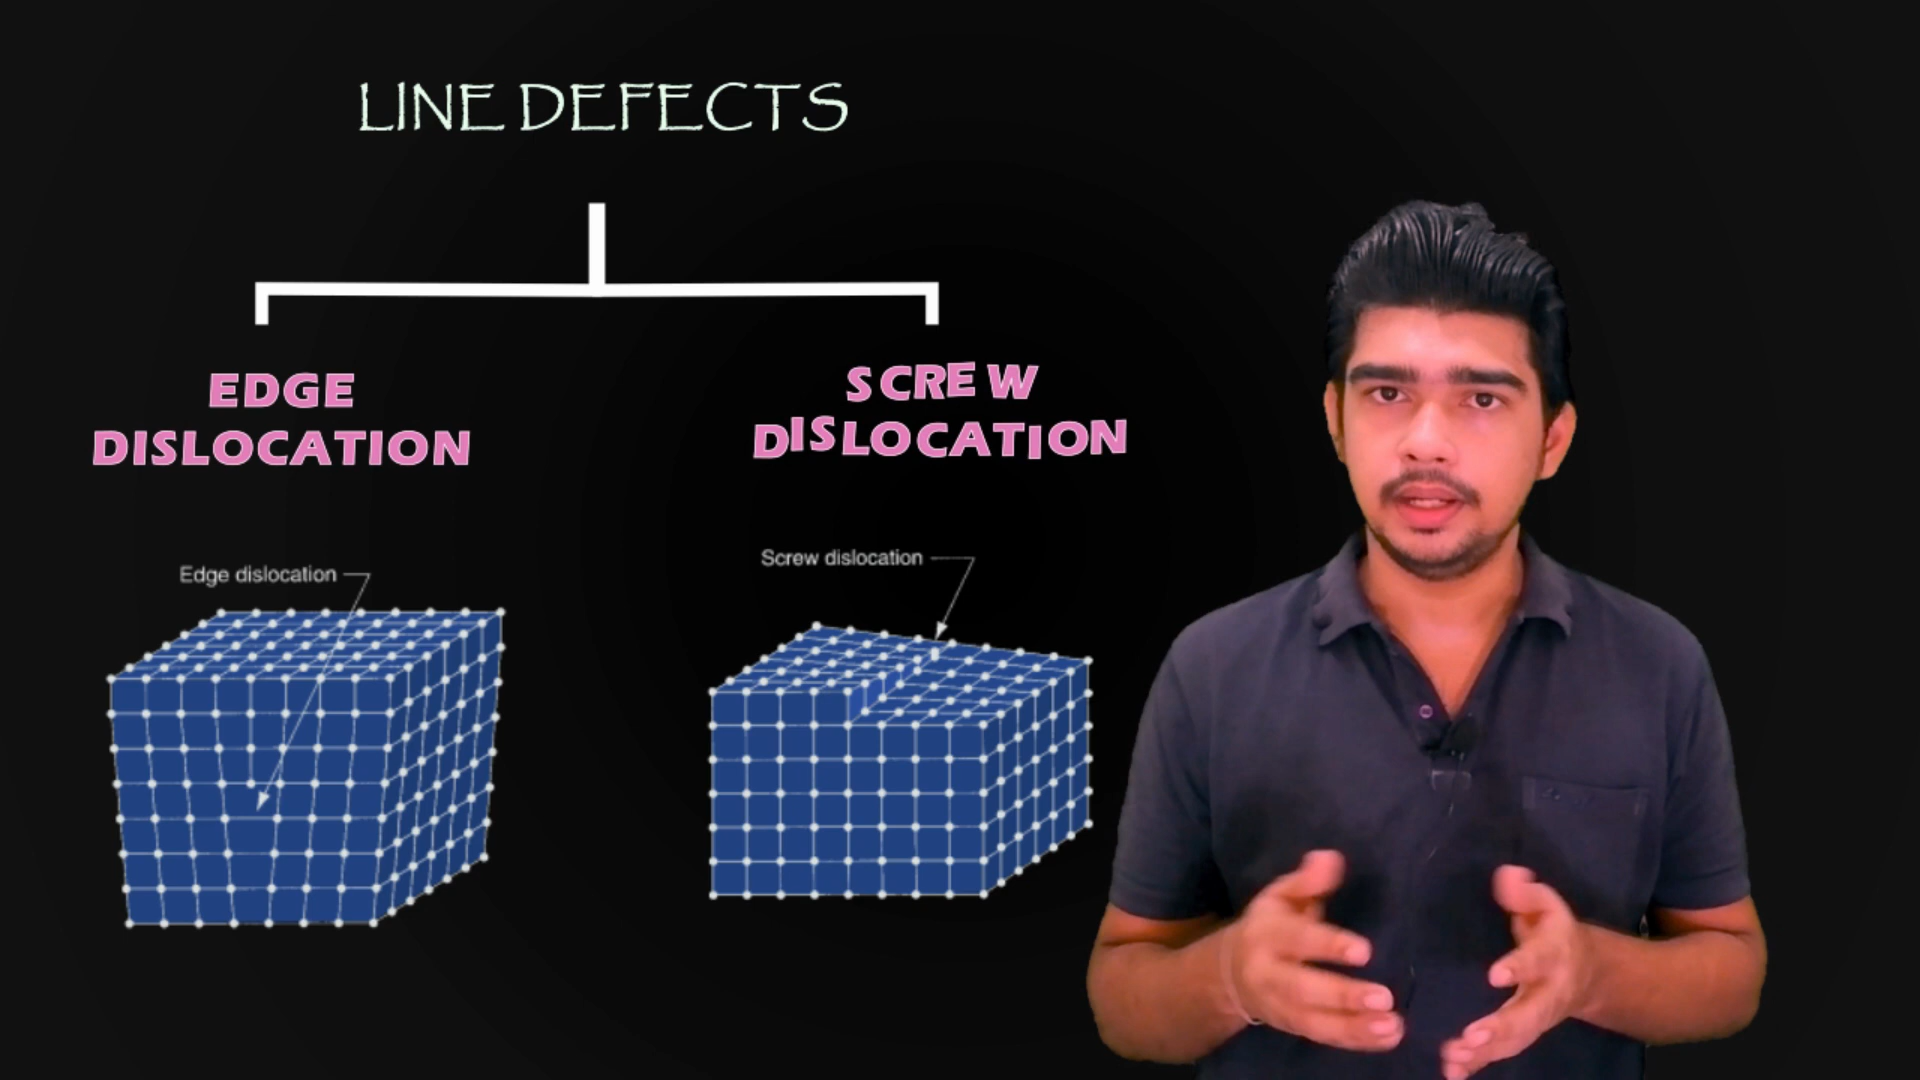 LINE DEFECTS
EDGE
DISLOCATION
SCREW
DISLOCATION
Edge dislocation
Screw dislocation